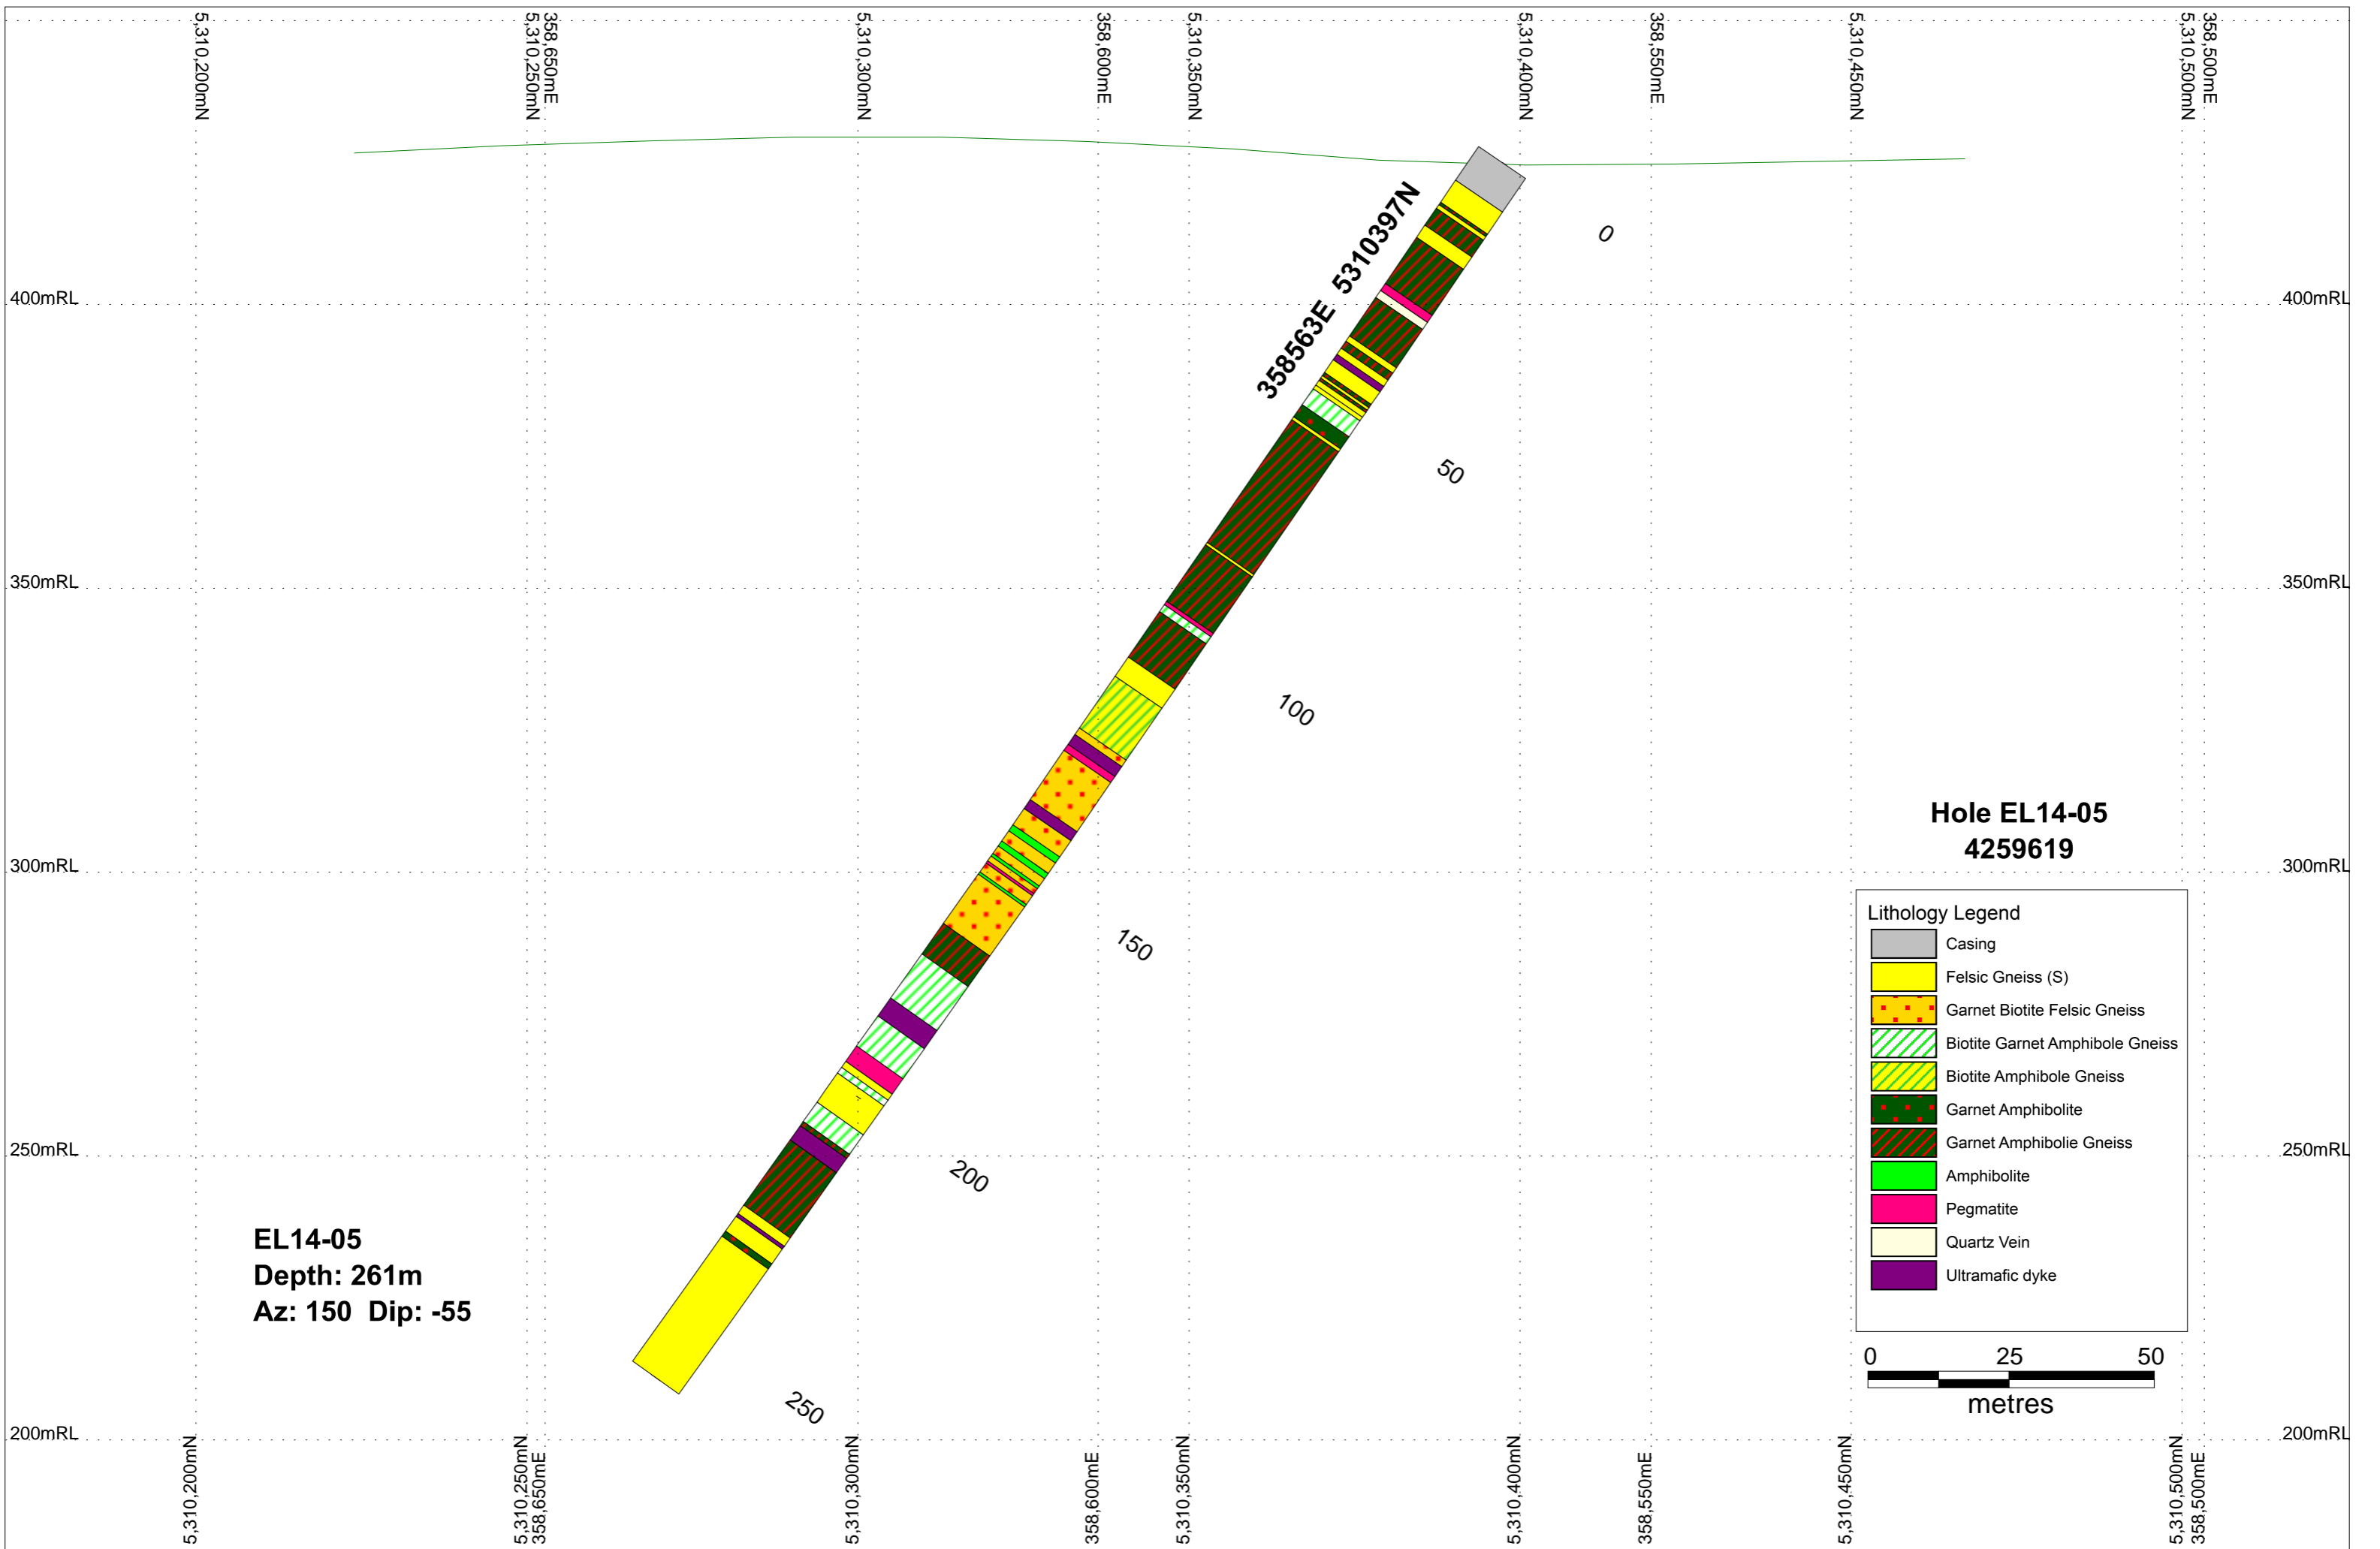 5,310,200mN
5,310,250mN
358,650mE
5,310,300mN
358,600mE
5,310,350mN
5,310,400mN
358,550mE
5,310,450mN
5,310,500mN
358,500mE
358563E 5310397N
0
400mRL
400mRL
50
350mRL
350mRL
100
Hole EL14-05
4259619
300mRL
300mRL
Lithology Legend
Casing
Felsic Gneiss (S)
Garnet Biotite Felsic Gneiss
Biotite Garnet Amphibole Gneiss
Biotite Amphibole Gneiss
Garnet Amphibolite
Garnet Amphibolie Gneiss
Amphibolite
Pegmatite
Quartz Vein
Ultramafic dyke
150
250mRL
250mRL
200
EL14-05
Depth: 261m
Az: 150 Dip: -55
0 25 50
metres
250
200mRL
200mRL
5,310,200mN
5,310,250mN
358,650mE
5,310,300mN
358,600mE
5,310,350mN
5,310,400mN
358,550mE
5,310,450mN
5,310,500mN
358,500mE